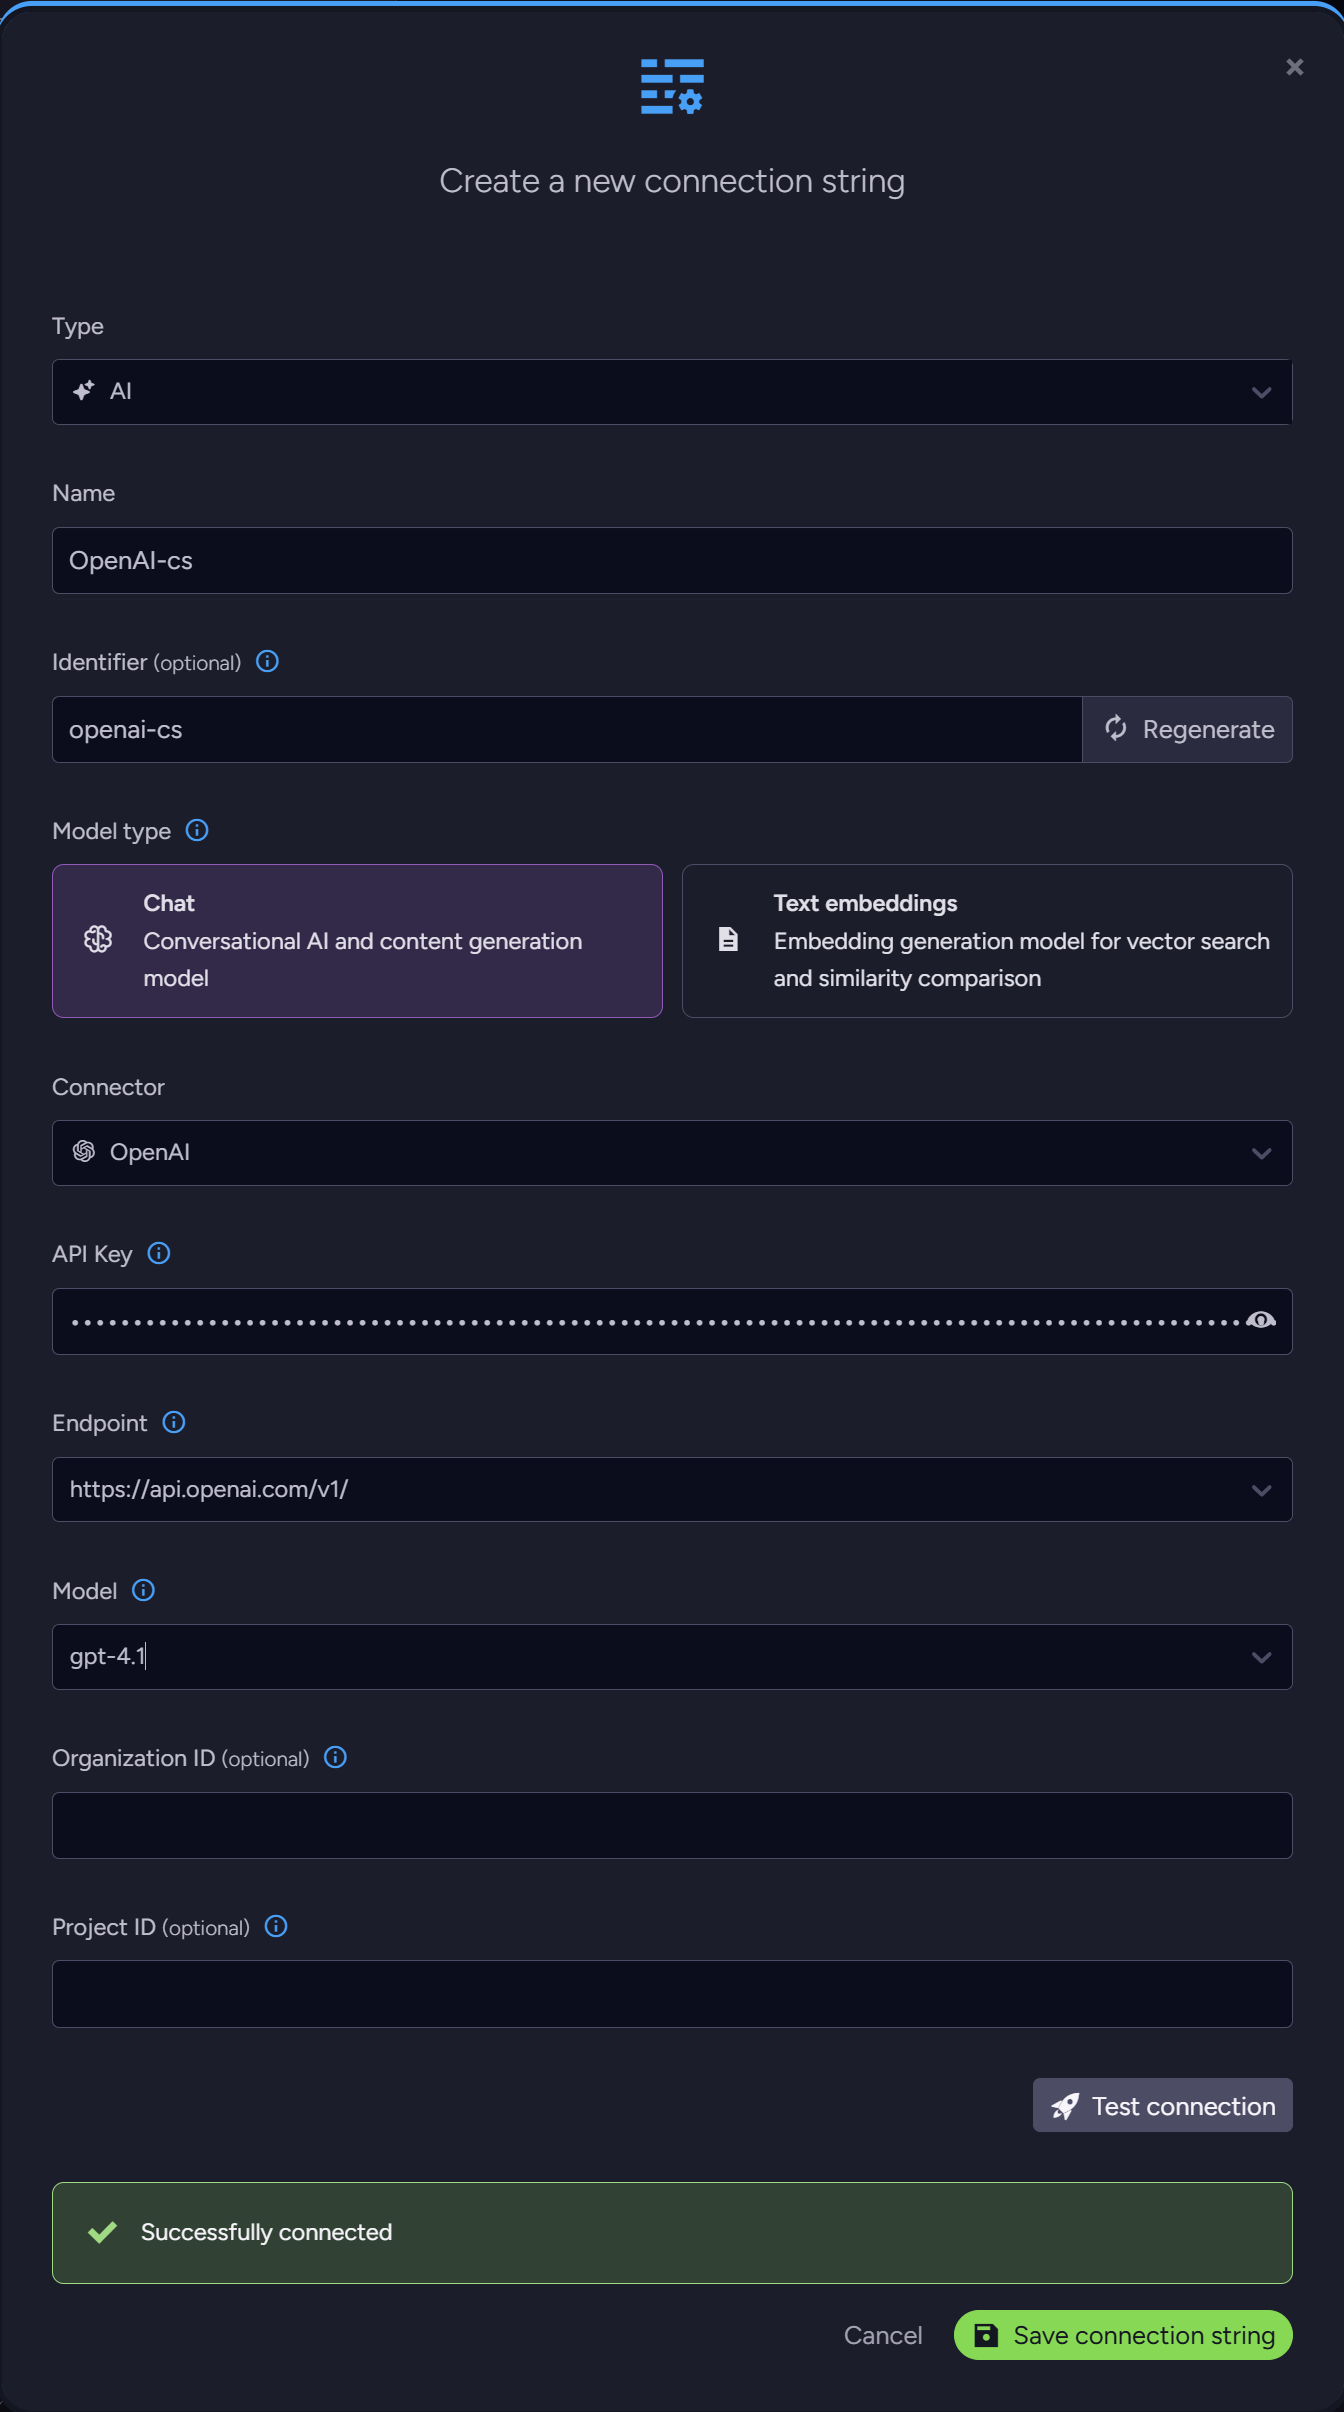 Create a new connection string
Type
AI
Name
OpenAI-cs
Identifier (optional)
openai-cs
Regenerate
Model type
Chat
Conversational AI and content generation
model
Text embeddings
Embedding generation model for vector search
and similarity comparison
Connector
OpenAI
API Key
Endpoint
https://api.openai.com/v1/
Model
gpt-4.1
Organization ID (optional)
Project ID (optional)
Test connection
Successfully connected
Cancel
Save connection string